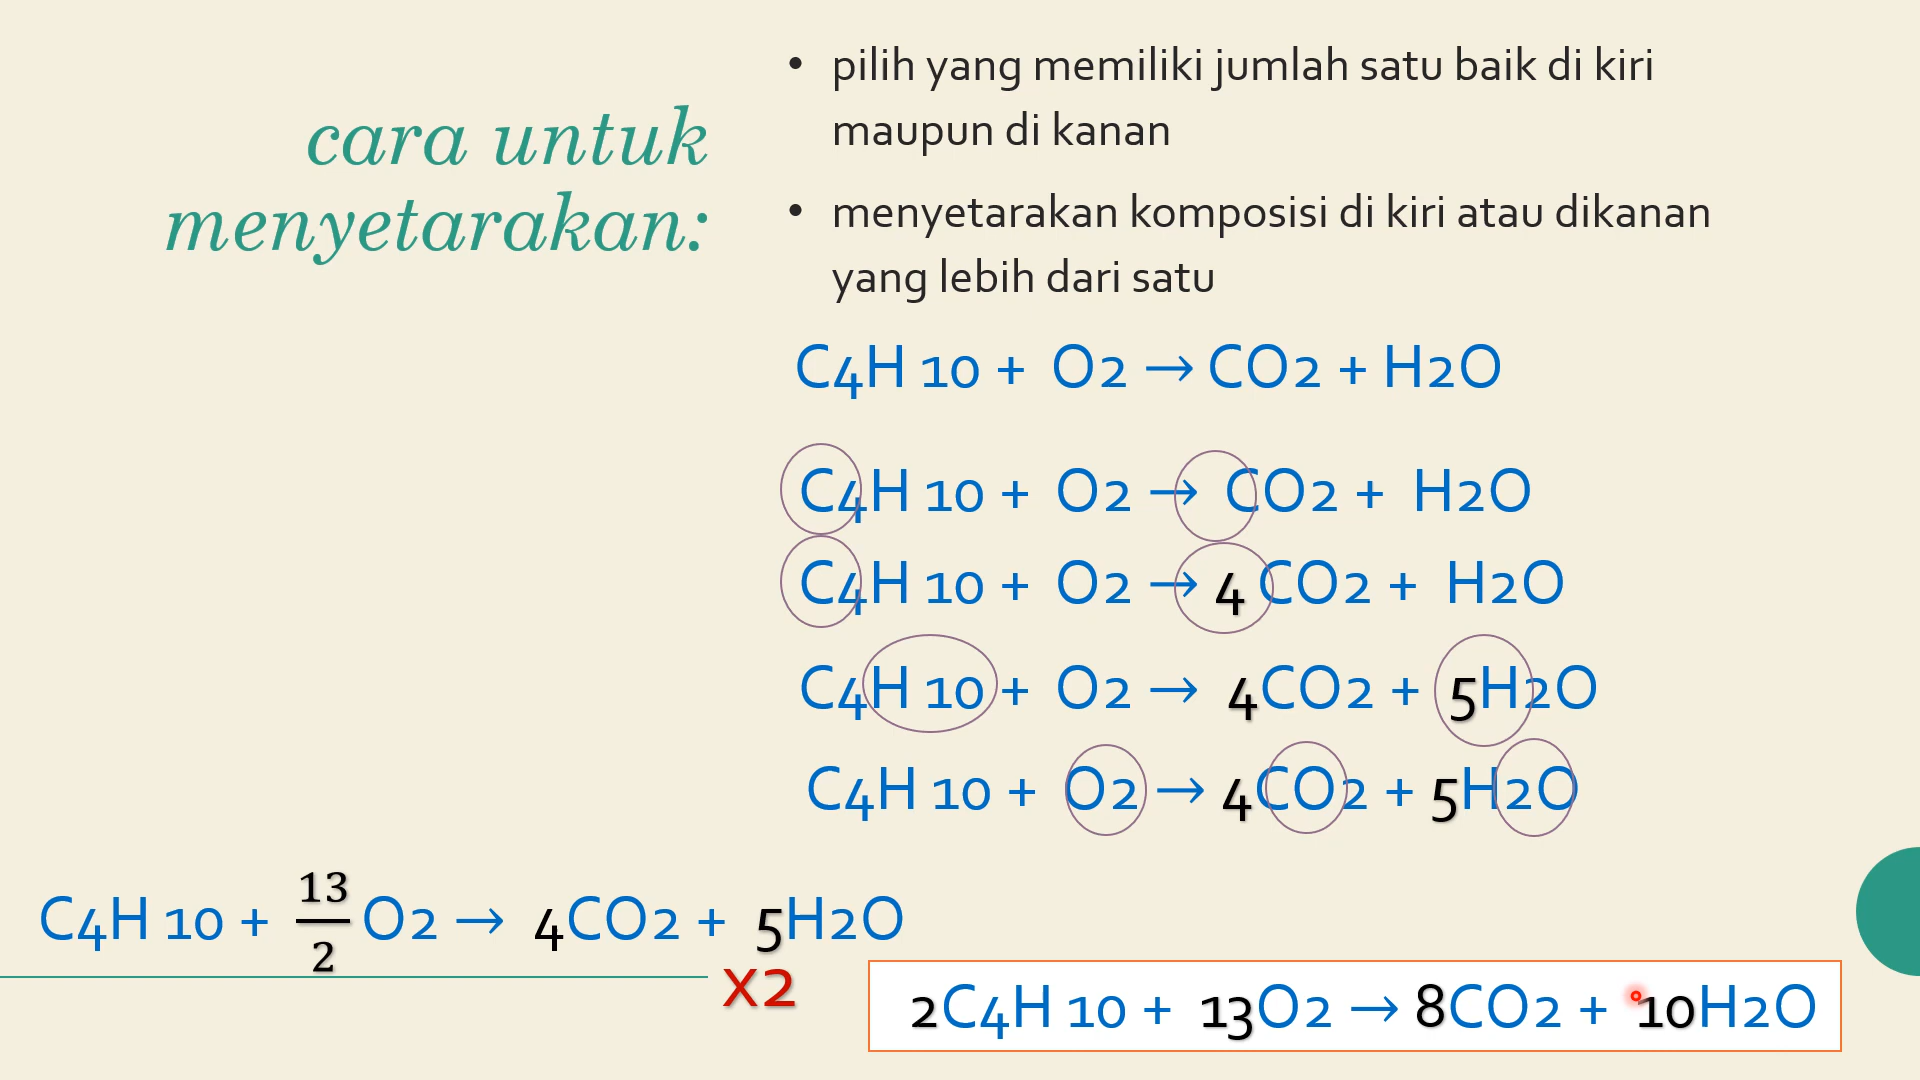 cara untuk
menyetarakan:
• pilih yang memiliki jumlah satu baik di kiri
maupun di kanan
• menyetarakan komposisi di kiri atau dikanan
yang lebih dari satu
C4H 10 + O2 → CO2 + H2O
C4H 10 + O2 → CO2 + H2O
C4H 10 + O2 → 4 CO2 + H2O
C4H 10 + O2 → 4CO2 + 5H2O
C4H 10 + O2 → 4CO2 + 5H2O
C4H 10 + 13/2 O2 → 4CO2 + 5H2O
x2
2C4H 10 + 13O2 → 8CO2 + 10H2O